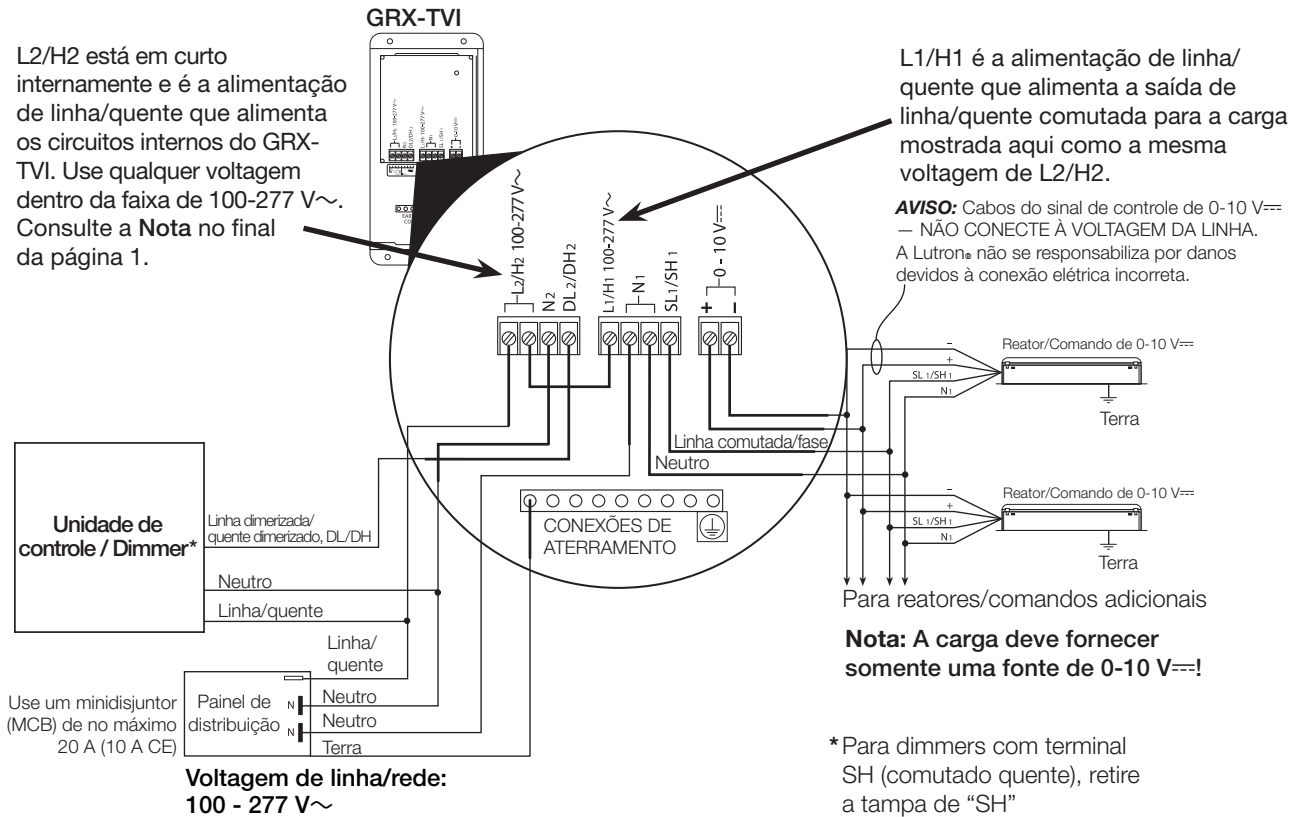 GRX-TVI
L2/H2 está em curto
internamente e é a alimentação
de linha/quente que alimenta
os circuitos internos do GRX-
TVI. Use qualquer voltagem
dentro da faixa de 100-277 V~.
Consulte a Nota no final
da página 1.
L1/H1 é a alimentação de linha/
quente que alimenta a saída de
linha/quente comutada para a carga
mostrada aqui como a mesma
voltagem de L2/H2.
AVISO: Cabos do sinal de controle de 0-10 V⎓
— NÃO CONECTE À VOLTAGEM DA LINHA.
A Lutron® não se responsabiliza por danos
devidos à conexão elétrica incorreta.
L2/H2 100-277 V~
N2
DL2/DH2
L1/H1 100-277 V~
N1
SL1/SH1
0 - 10 V⎓
+
−
Linha comutada/fase
Neutro
CONEXÕES DE
ATERRAMENTO
−
+
SL 1/SH 1
N1
Reator/Comando de 0-10 V⎓
Terra
−
+
SL 1/SH 1
N1
Reator/Comando de 0-10 V⎓
Terra
Para reatores/comandos adicionais
Nota: A carga deve fornecer
somente uma fonte de 0-10 V⎓!
Unidade de
controle / Dimmer*
Linha dimerizada/
quente dimerizado, DL/DH
Neutro
Linha/quente
Linha/
quente
Use um minidisjuntor
(MCB) de no máximo
20 A (10 A CE)
Painel de
distribuição
N
N
Neutro
Neutro
Terra
Voltagem de linha/rede:
100 - 277 V~
*Para dimmers com terminal
SH (comutado quente), retire
a tampa de “SH”